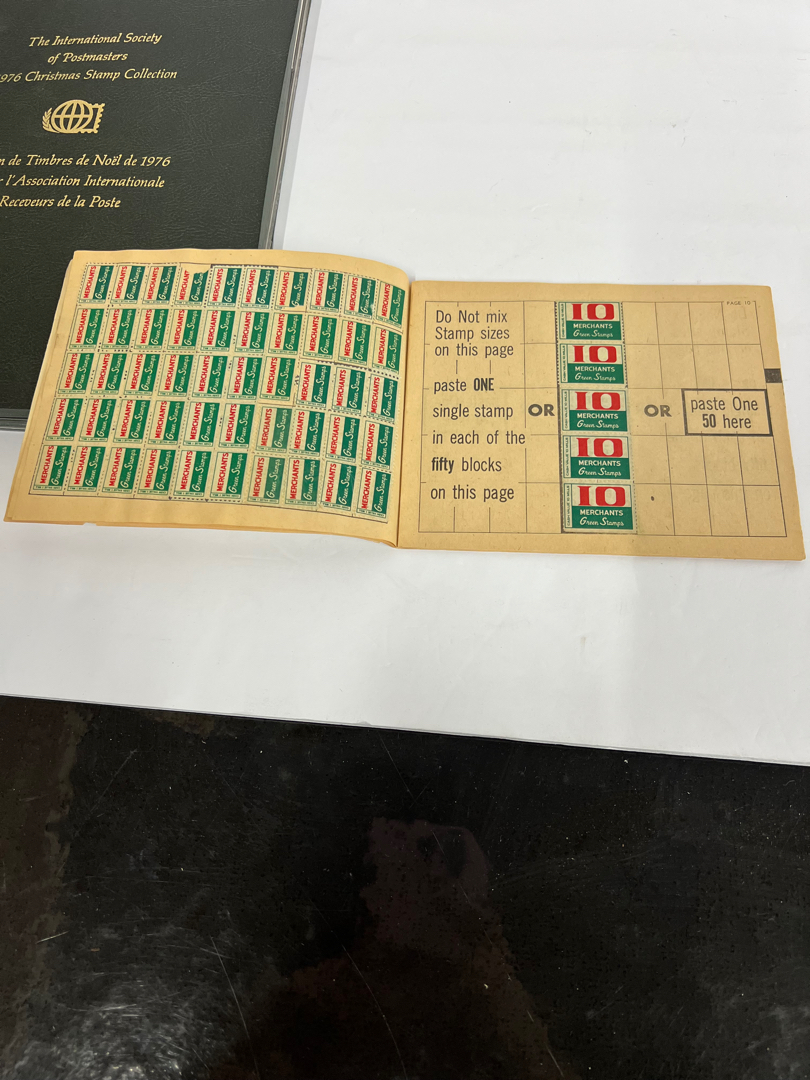 The International Society
of Postmasters
1976 Christmas Stamp Collection
de Timbres de Noël de 1976
l'Association Internationale
Receveurs de la Poste
MERCHANTS
Green Stamps
PAGE 10
Do Not mix
Stamp sizes
on this page
paste ONE
single stamp
in each of the
fifty blocks
on this page
OR
10
MERCHANTS
Green Stamps
10
MERCHANTS
Green Stamps
10
MERCHANTS
Green Stamps
10
MERCHANTS
Green Stamps
10
MERCHANTS
Green Stamps
OR
paste One
50 here